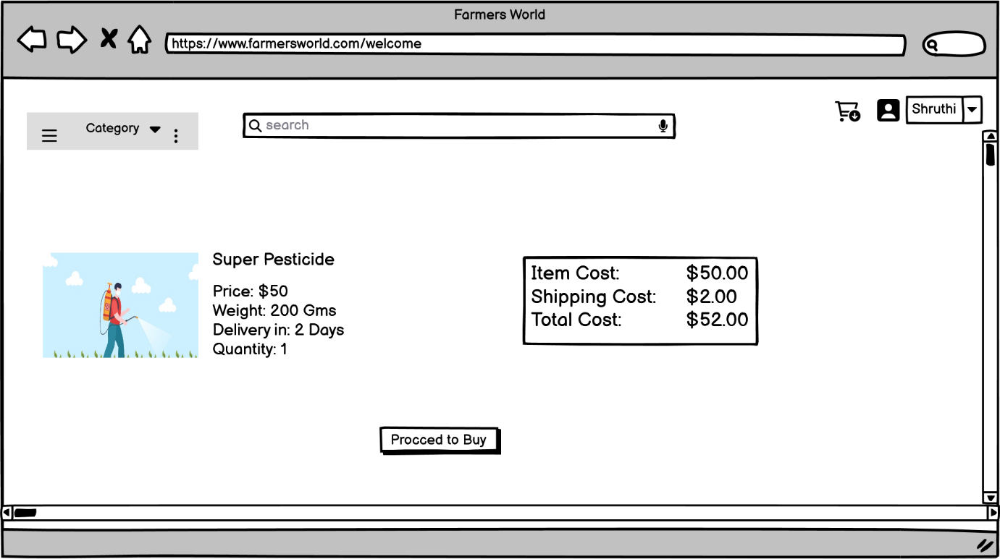 Farmers World
https://www.farmersworld.com/welcome
Category
search
Shruthi
Super Pesticide
Price: $50
Weight: 200 Gms
Delivery in: 2 Days
Quantity: 1
Item Cost: $50.00
Shipping Cost: $2.00
Total Cost: $52.00
Procced to Buy